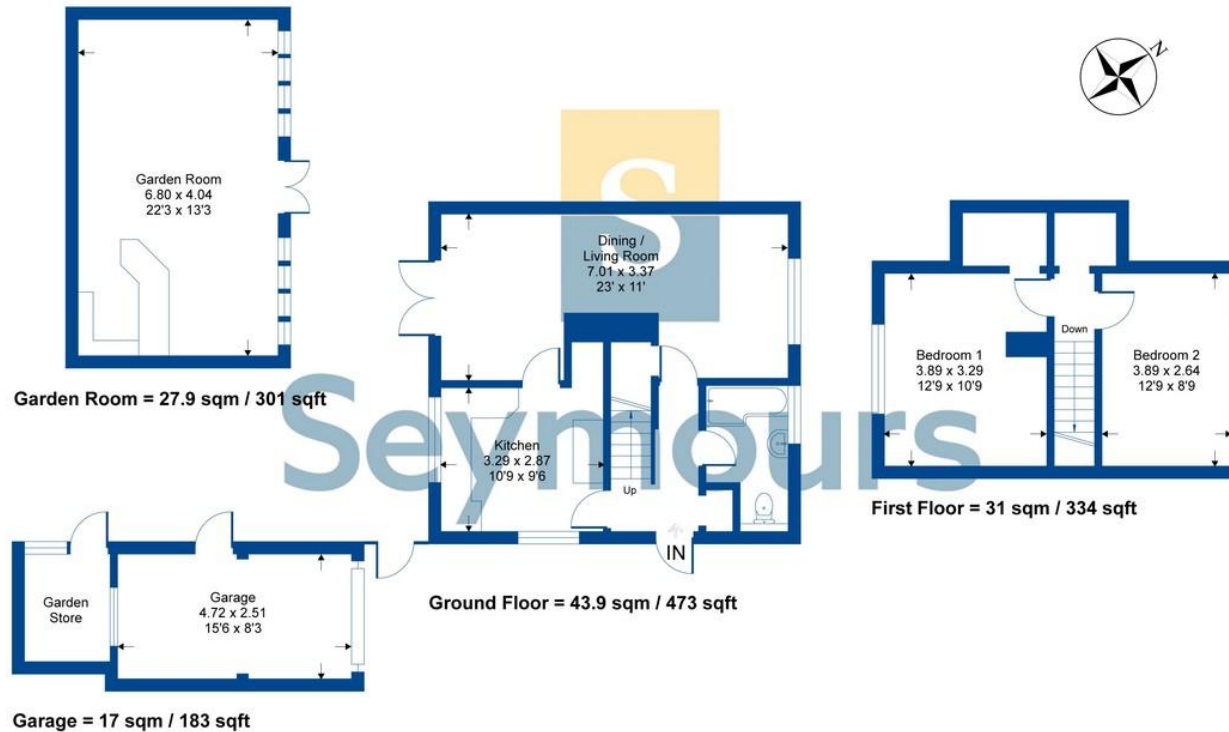 N
Garden Room
6.80 x 4.04
22'3 x 13'3
Garden Room = 27.9 sqm / 301 sqft
S
Dining /
Living Room
7.01 x 3.37
23' x 11'
Seymours
Kitchen
3.29 x 2.87
10'9 x 9'6
Up
IN
Ground Floor = 43.9 sqm / 473 sqft
Down
Bedroom 1
3.89 x 3.29
12'9 x 10'9
Bedroom 2
3.89 x 2.64
12'9 x 8'9
First Floor = 31 sqm / 334 sqft
Garden
Store
Garage
4.72 x 2.51
15'6 x 8'3
Garage = 17 sqm / 183 sqft